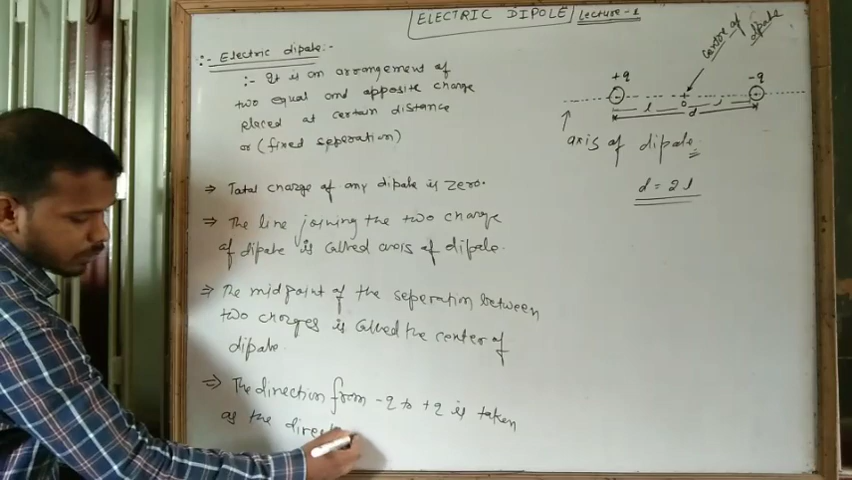 ELECTRIC DIPOLE Lecture-1
:- Electric dipole:-
:- It is an arrangement of
two equal and opposite charge
placed at certain distance
or (fixed seperation)
⇒ Total charge of any dipole is zero.
⇒ The line joining the two charge
of dipole is called axis of dipole.
⇒ The midpoint of the seperation between
two charges is called the center of
dipole.
⇒ The direction from -q to +q is taken
as the direct
center of
dipole
+q -q
l o l
d
axis of dipole
d = 2l